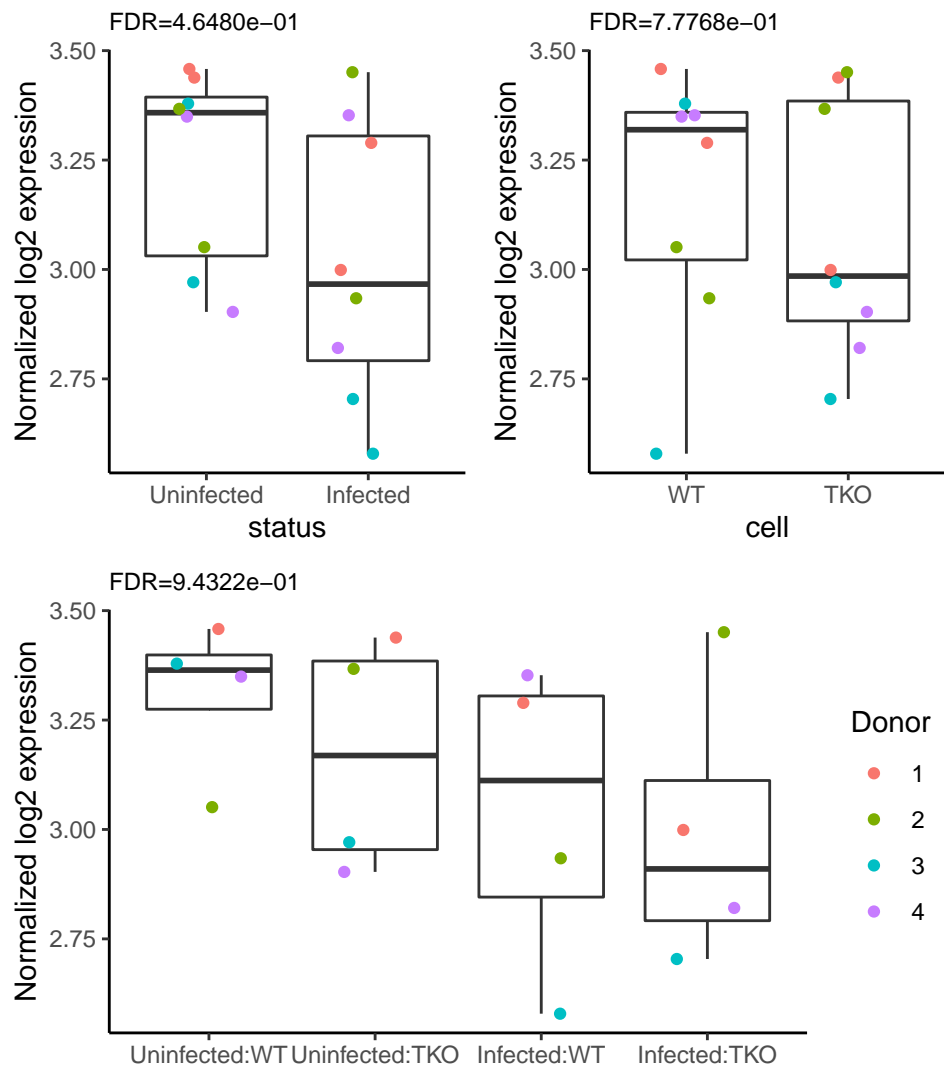 FDR=4.6480e−01
Normalized log2 expression
3.50
3.25
3.00
2.75
Uninfected Infected
status
FDR=7.7768e−01
Normalized log2 expression
3.50
3.25
3.00
2.75
WT TKO
cell
FDR=9.4322e−01
Normalized log2 expression
3.50
3.25
3.00
2.75
Uninfected:WT Uninfected:TKO Infected:WT Infected:TKO
Donor
1
2
3
4